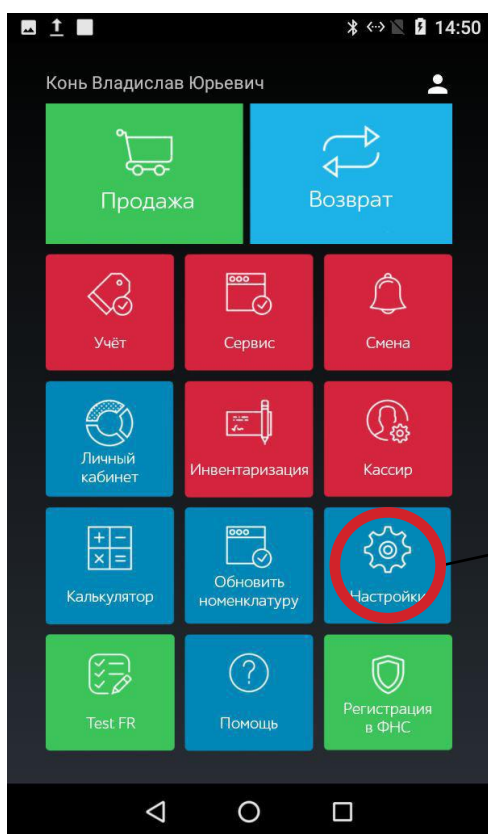 14:50
Конь Владислав Юрьевич
Продажа
Возврат
Учёт
Сервис
Смена
Личный
кабинет
Инвентаризация
Кассир
Калькулятор
Обновить
номенклатуру
Настройки
Test FR
Помощь
Регистрация
в ФНС